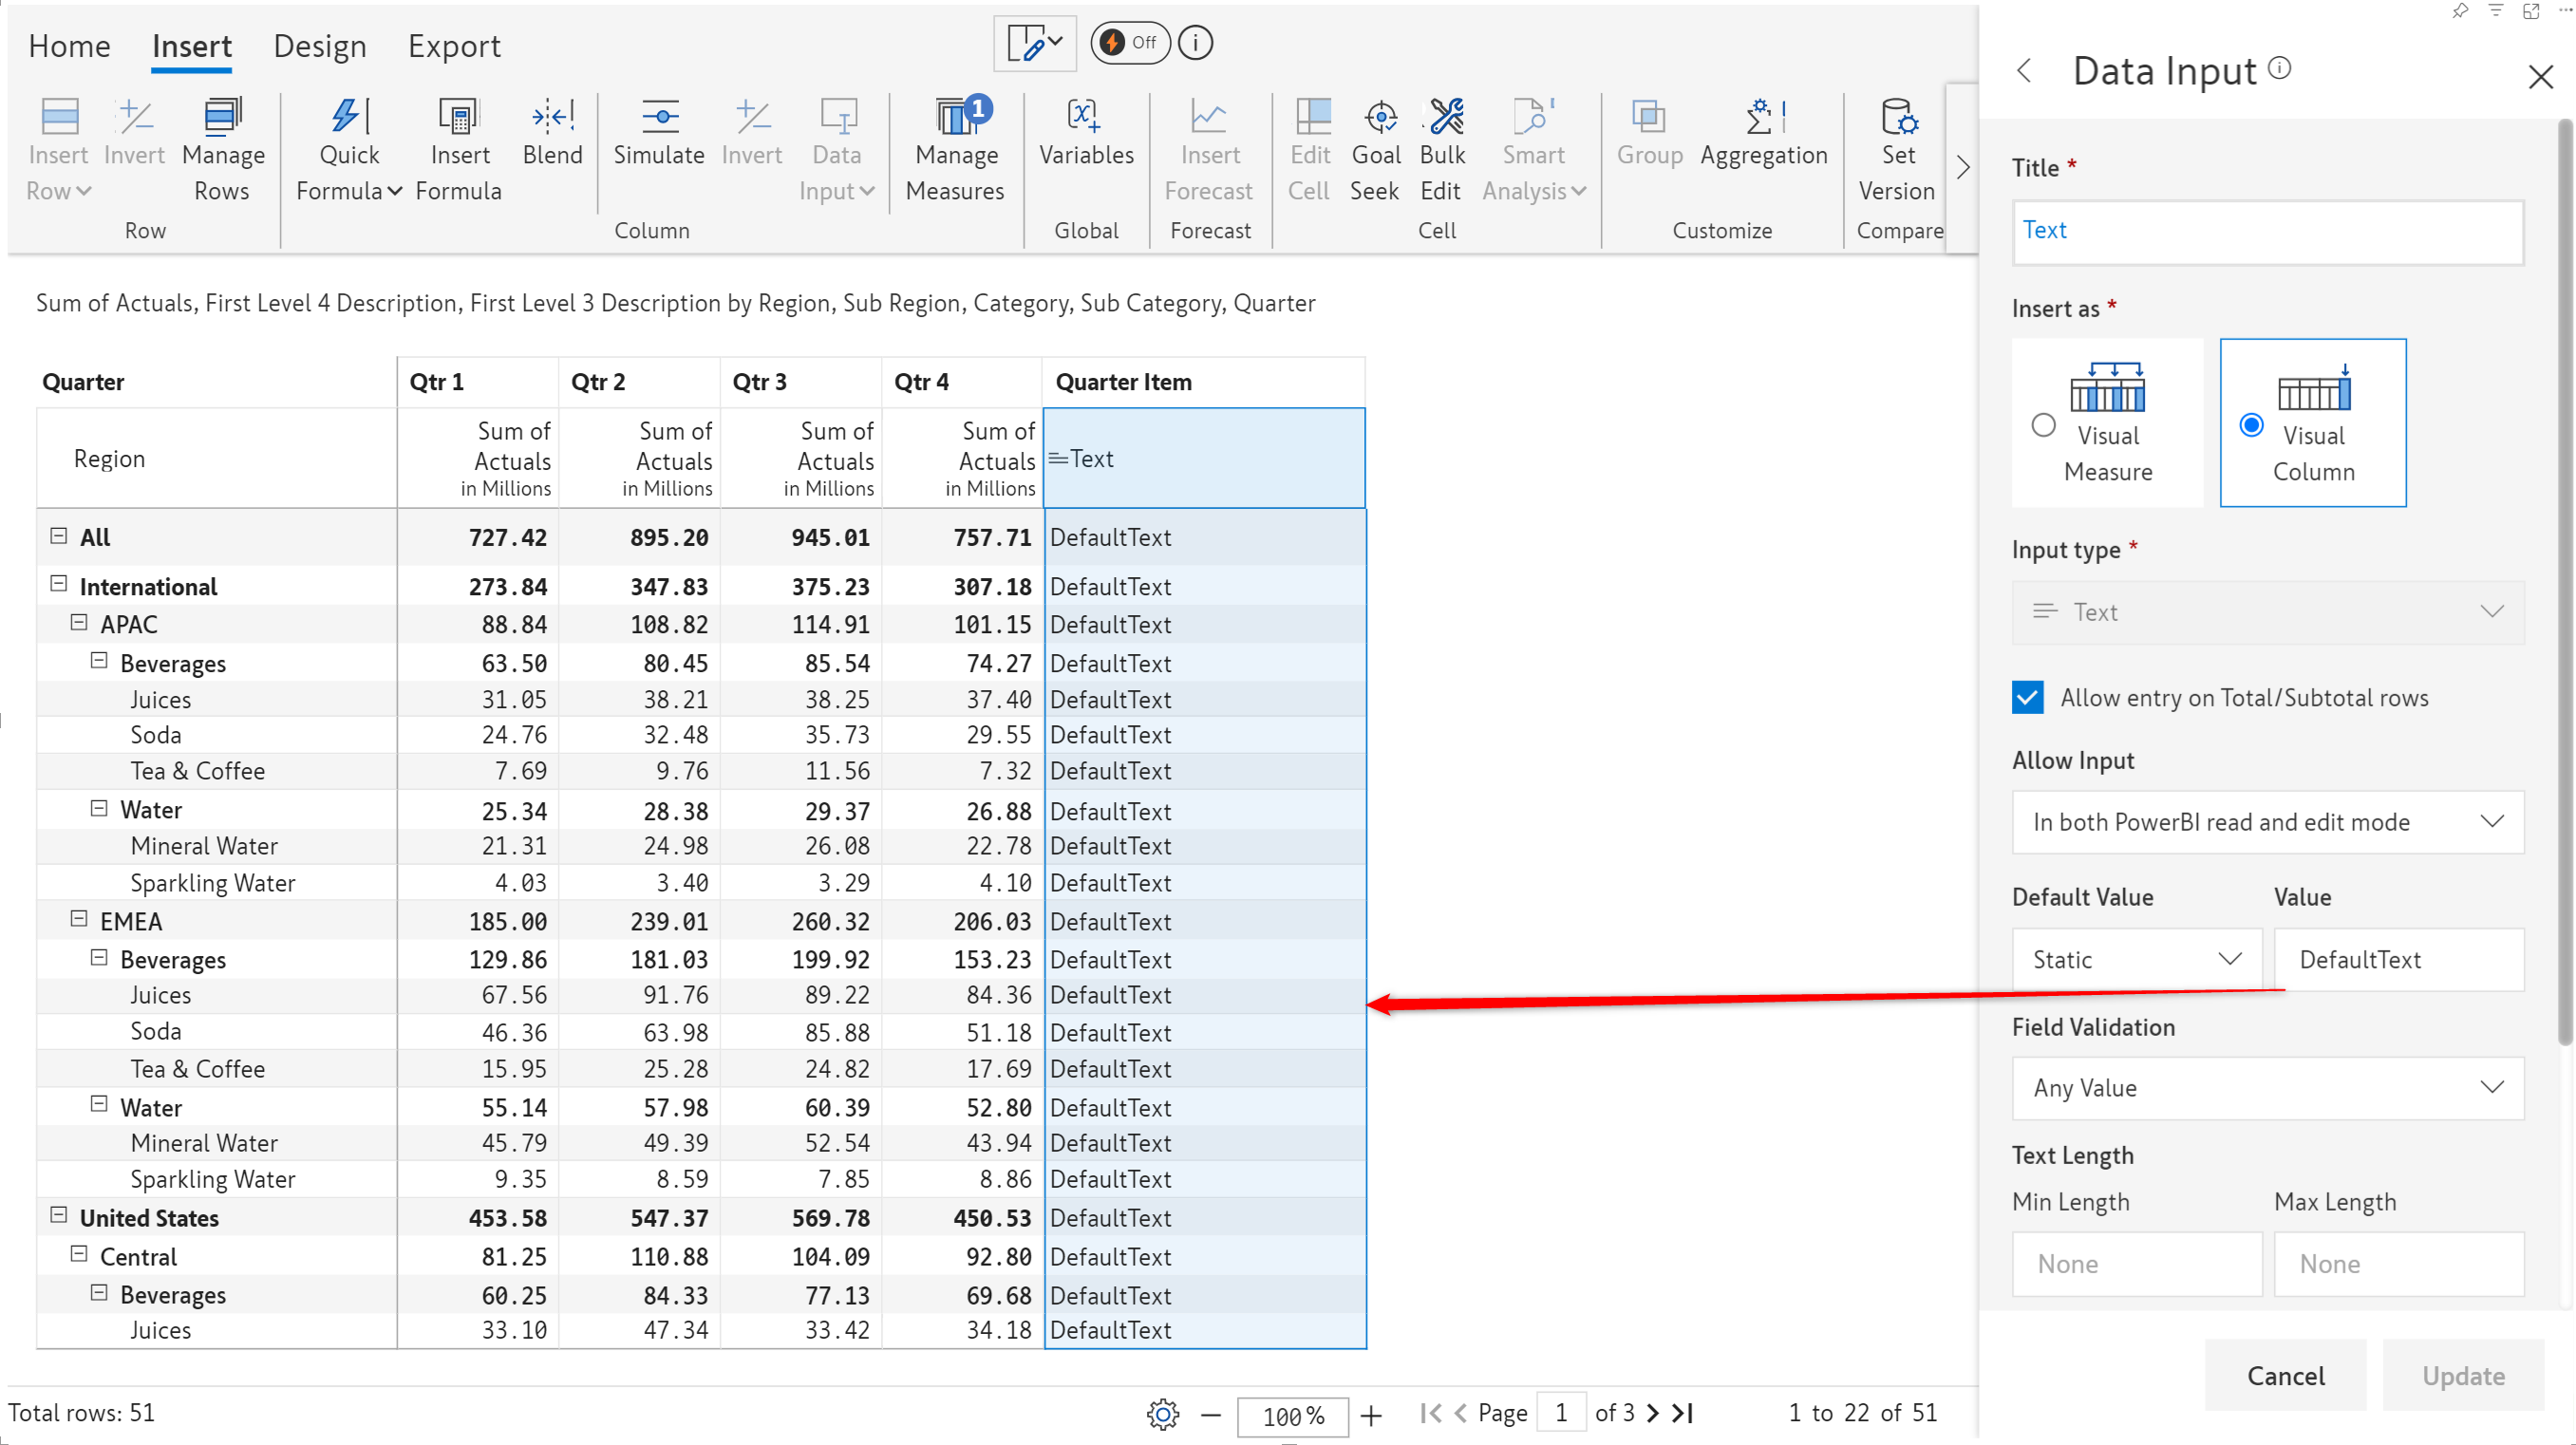 Home Insert Design Export Off
Insert Row Invert Manage Rows Quick Formula Insert Formula Blend Simulate Invert Data Input Manage Measures 1 Variables Insert Forecast Edit Cell Goal Seek Bulk Edit Smart Analysis Group Aggregation Set Version
Row Column Global Forecast Cell Customize Compare
Sum of Actuals, First Level 4 Description, First Level 3 Description by Region, Sub Region, Category, Sub Category, Quarter
Quarter Qtr 1 Qtr 2 Qtr 3 Qtr 4 Quarter Item
Region Sum of Actuals in Millions Sum of Actuals in Millions Sum of Actuals in Millions Sum of Actuals in Millions Text
All 727.42 895.20 945.01 757.71 DefaultText
International 273.84 347.83 375.23 307.18 DefaultText
APAC 88.84 108.82 114.91 101.15 DefaultText
Beverages 63.50 80.45 85.54 74.27 DefaultText
Juices 31.05 38.21 38.25 37.40 DefaultText
Soda 24.76 32.48 35.73 29.55 DefaultText
Tea & Coffee 7.69 9.76 11.56 7.32 DefaultText
Water 25.34 28.38 29.37 26.88 DefaultText
Mineral Water 21.31 24.98 26.08 22.78 DefaultText
Sparkling Water 4.03 3.40 3.29 4.10 DefaultText
EMEA 185.00 239.01 260.32 206.03 DefaultText
Beverages 129.86 181.03 199.92 153.23 DefaultText
Juices 67.56 91.76 89.22 84.36 DefaultText
Soda 46.36 63.98 85.88 51.18 DefaultText
Tea & Coffee 15.95 25.28 24.82 17.69 DefaultText
Water 55.14 57.98 60.39 52.80 DefaultText
Mineral Water 45.79 49.39 52.54 43.94 DefaultText
Sparkling Water 9.35 8.59 7.85 8.86 DefaultText
United States 453.58 547.37 569.78 450.53 DefaultText
Central 81.25 110.88 104.09 92.80 DefaultText
Beverages 60.25 84.33 77.13 69.68 DefaultText
Juices 33.10 47.34 33.42 34.18 DefaultText
Total rows: 51 100% Page 1 of 3 1 to 22 of 51
Data Input
Title *
Text
Insert as *
Visual Measure Visual Column
Input type *
Text
Allow entry on Total/Subtotal rows
Allow Input
In both PowerBI read and edit mode
Default Value Value
Static DefaultText
Field Validation
Any Value
Text Length
Min Length Max Length
None None
Cancel Update